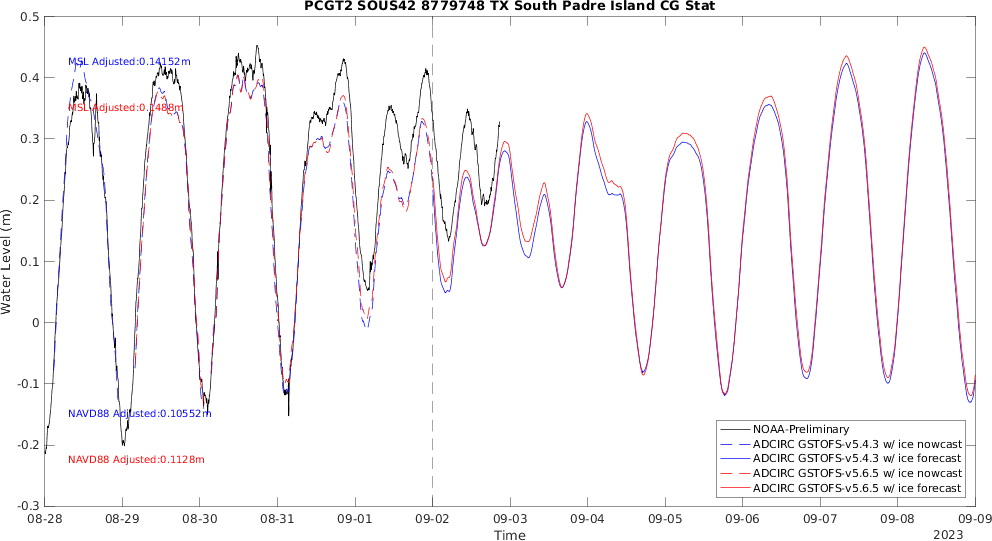 PCGT2 SOUS42 8779748 TX South Padre Island CG Stat
0.5
0.4
0.3
0.2
0.1
0
-0.1
-0.2
-0.3
Water Level (m)
MSL Adjusted:0.14152m
MSL Adjusted:0.1488m
NAVD88 Adjusted:0.10552m
NAVD88 Adjusted:0.1128m
NOAA-Preliminary
ADCIRC GSTOFS-v5.4.3 w/ ice nowcast
ADCIRC GSTOFS-v5.4.3 w/ ice forecast
ADCIRC GSTOFS-v5.6.5 w/ ice nowcast
ADCIRC GSTOFS-v5.6.5 w/ ice forecast
08-28 08-29 08-30 08-31 09-01 09-02 09-03 09-04 09-05 09-06 09-07 09-08 09-09
Time
2023